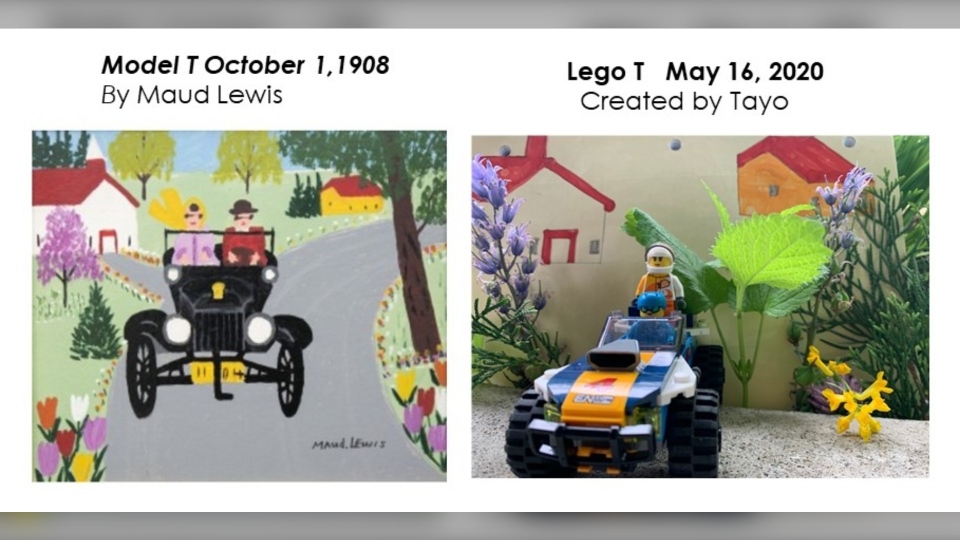 Model T October 1,1908
By Maud Lewis
Lego T May 16, 2020
Created by Tayo
MAUD. LEWIS